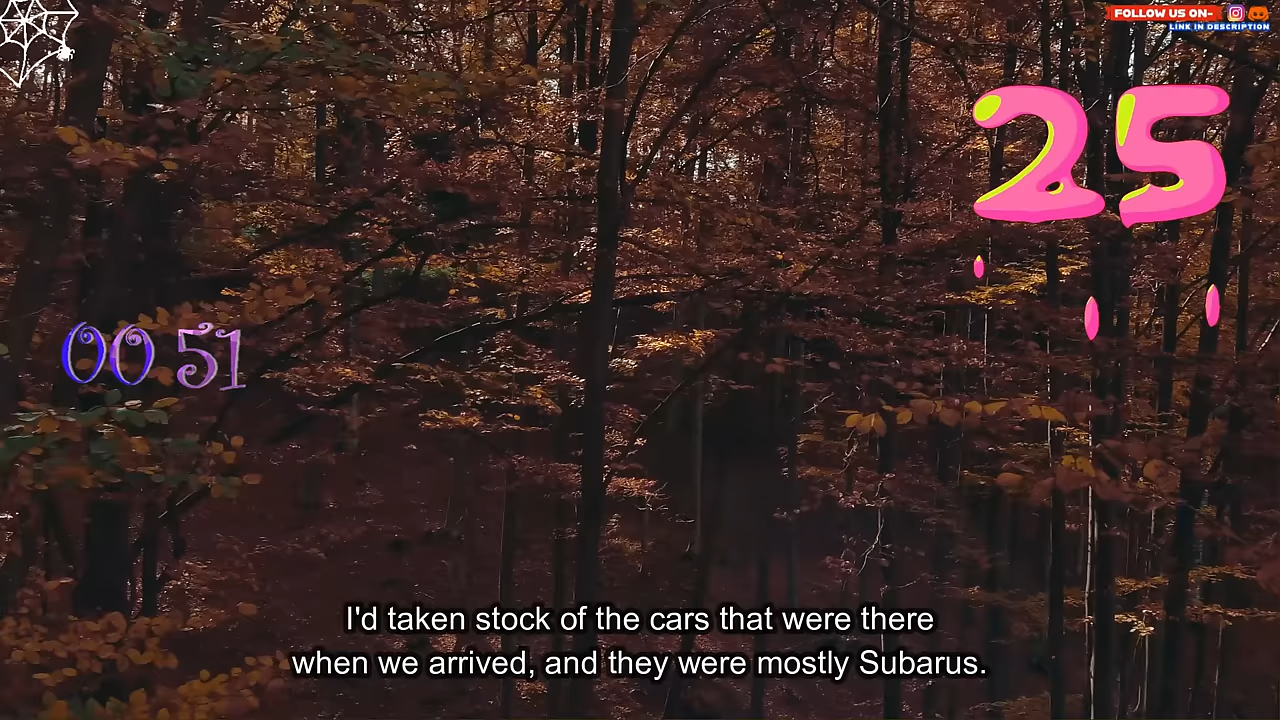 FOLLOW US ON-
LINK IN DESCRIPTION
25
00 51
I'd taken stock of the cars that were there
when we arrived, and they were mostly Subarus.